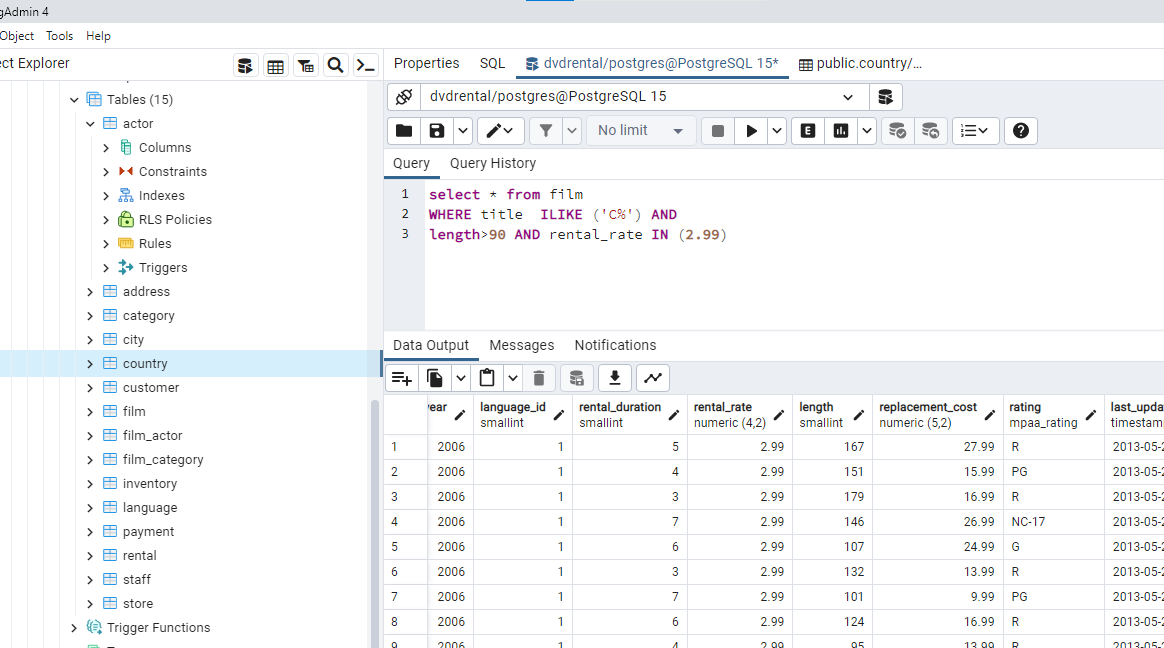 gAdmin 4
Object Tools Help
ect Explorer
Properties SQL dvdrental/postgres@PostgreSQL 15* public.country/...
Tables (15)
actor
Columns
Constraints
Indexes
RLS Policies
Rules
Triggers
address
category
city
country
customer
film
film_actor
film_category
inventory
language
payment
rental
staff
store
Trigger Functions
dvdrental/postgres@PostgreSQL 15
No limit
E
Query Query History
1 select * from film
2 WHERE title  ILIKE ('C%') AND
3 length>90 AND rental_rate IN (2.99)
Data Output Messages Notifications
year language_id rental_duration rental_rate length replacement_cost rating last_upda
smallint smallint numeric (4,2) smallint numeric (5,2) mpaa_rating timestamp
1 2006 1 5 2.99 167 27.99 R 2013-05-2
2 2006 1 4 2.99 151 15.99 PG 2013-05-2
3 2006 1 3 2.99 179 16.99 R 2013-05-2
4 2006 1 7 2.99 146 26.99 NC-17 2013-05-2
5 2006 1 6 2.99 107 24.99 G 2013-05-2
6 2006 1 3 2.99 132 13.99 R 2013-05-2
7 2006 1 7 2.99 101 9.99 PG 2013-05-2
8 2006 1 6 2.99 124 16.99 R 2013-05-2
9 2006 1 4 2.99 95 13.99 R 2013-05-2